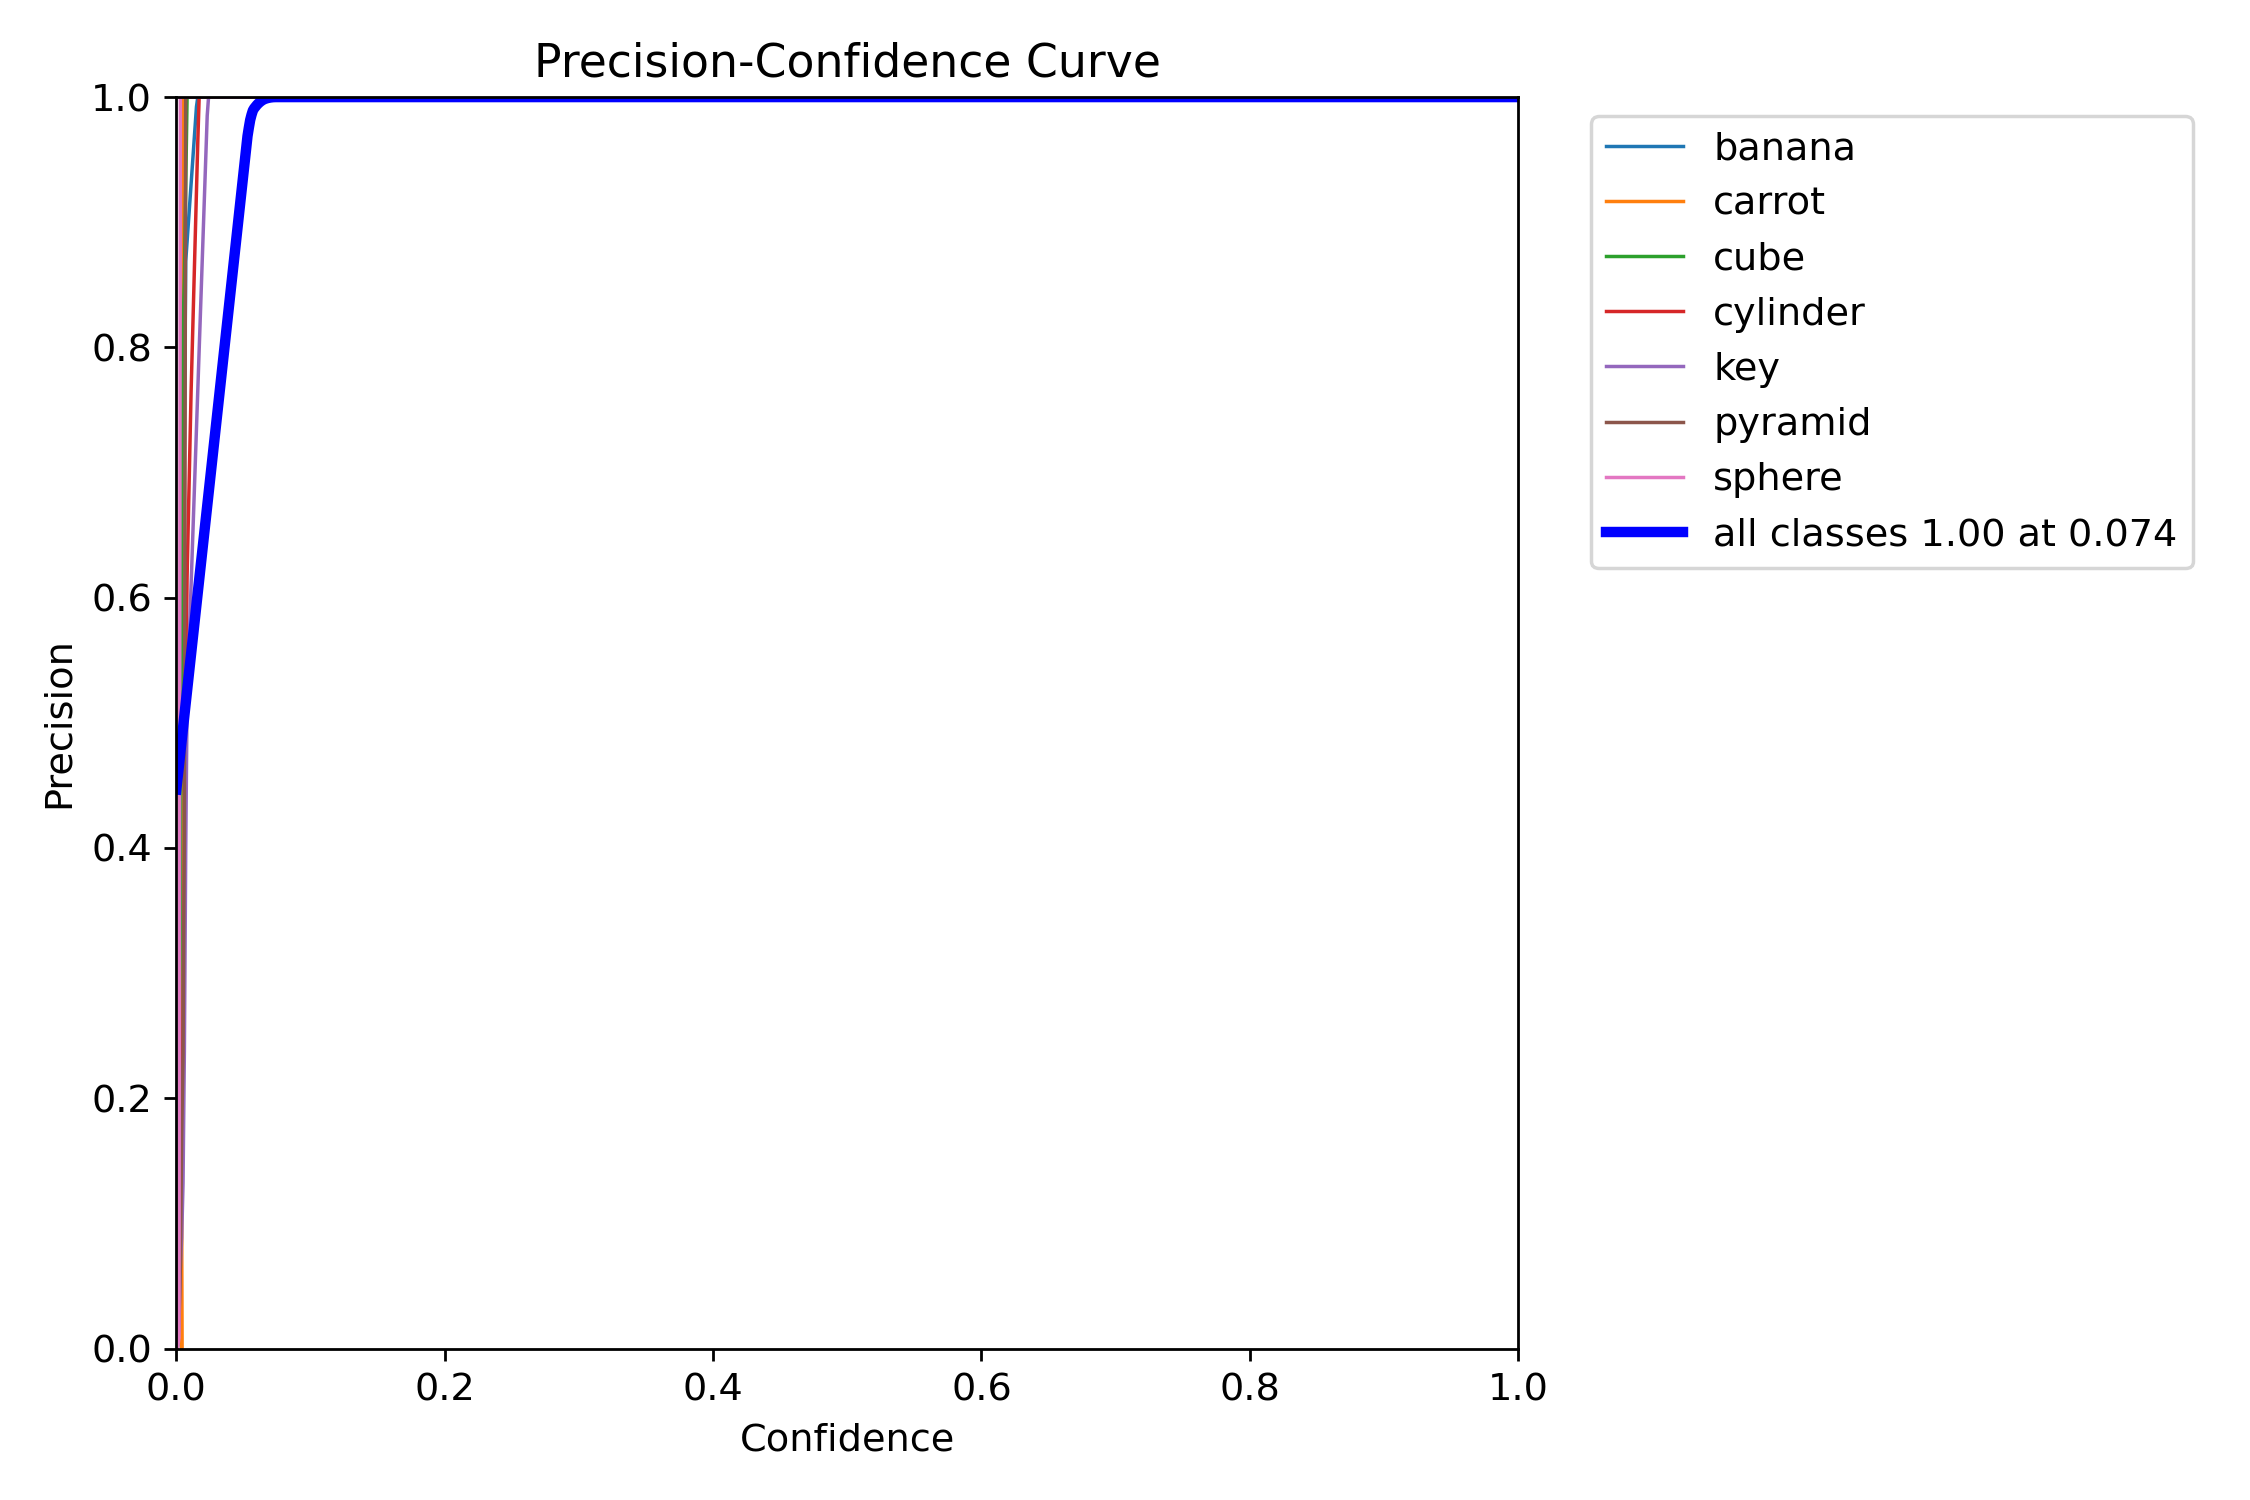 Precision-Confidence Curve
1.0
0.8
0.6
0.4
0.2
0.0
Precision
0.0 0.2 0.4 0.6 0.8 1.0
Confidence
banana
carrot
cube
cylinder
key
pyramid
sphere
all classes 1.00 at 0.074